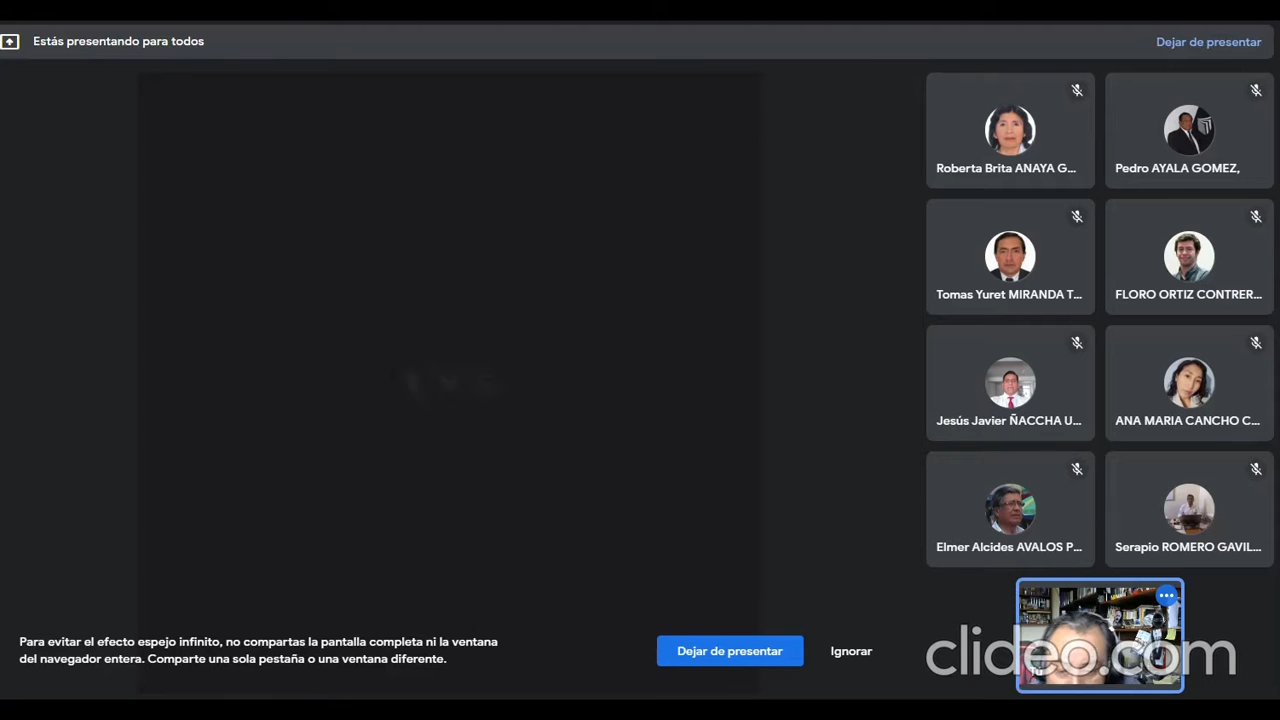 Estás presentando para todos
Dejar de presentar
Roberta Brita ANAYA G...
Pedro AYALA GOMEZ,
Tomas Yuret MIRANDA T...
FLORO ORTIZ CONTRER...
Jesús Javier ÑACCHA U...
ANA MARIA CANCHO C...
Elmer Alcides AVALOS P...
Serapio ROMERO GAVIL...
Para evitar el efecto espejo infinito, no compartas la pantalla completa ni la ventana
del navegador entera. Comparte una sola pestaña o una ventana diferente.
Dejar de presentar
Ignorar
Tú
clideo.com